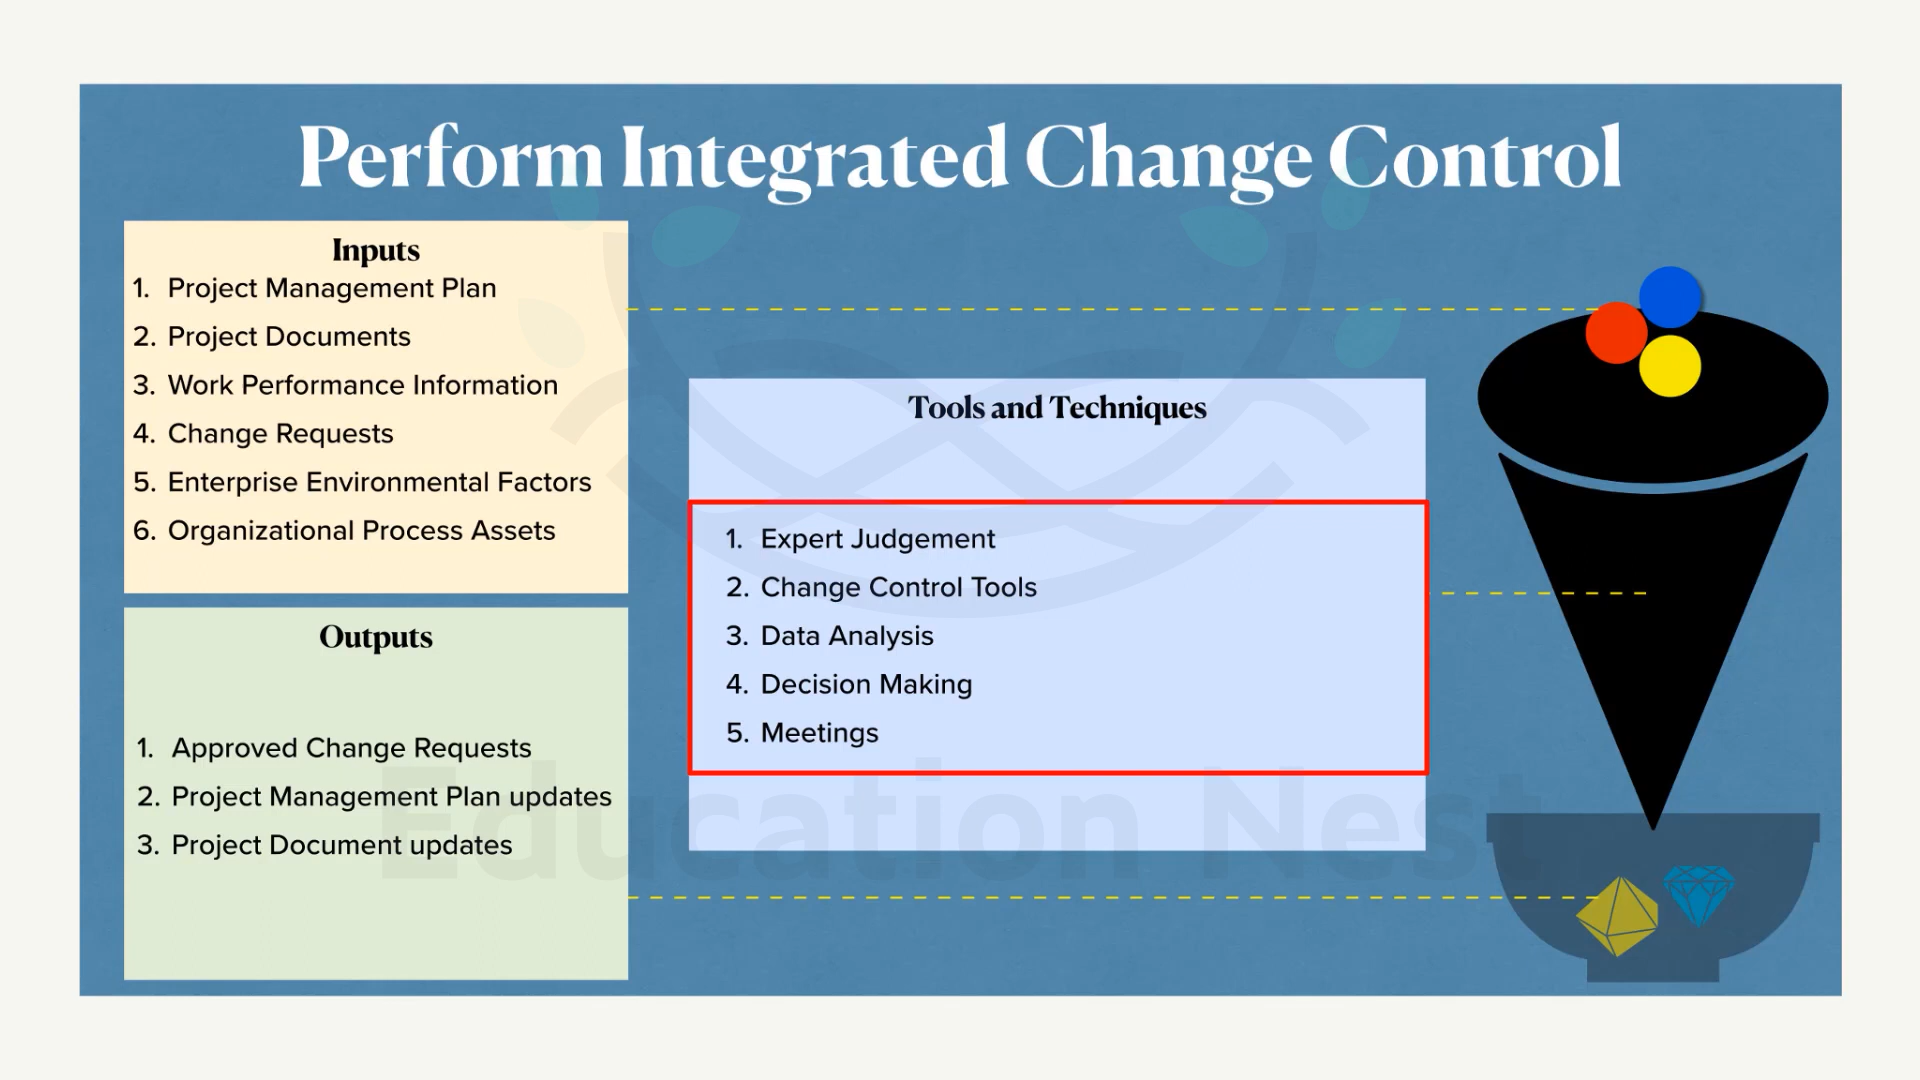 Perform Integrated Change Control
Inputs
1. Project Management Plan
2. Project Documents
3. Work Performance Information
4. Change Requests
5. Enterprise Environmental Factors
6. Organizational Process Assets
Outputs
1. Approved Change Requests
2. Project Management Plan updates
3. Project Document updates
Tools and Techniques
1. Expert Judgement
2. Change Control Tools
3. Data Analysis
4. Decision Making
5. Meetings
Education Nest